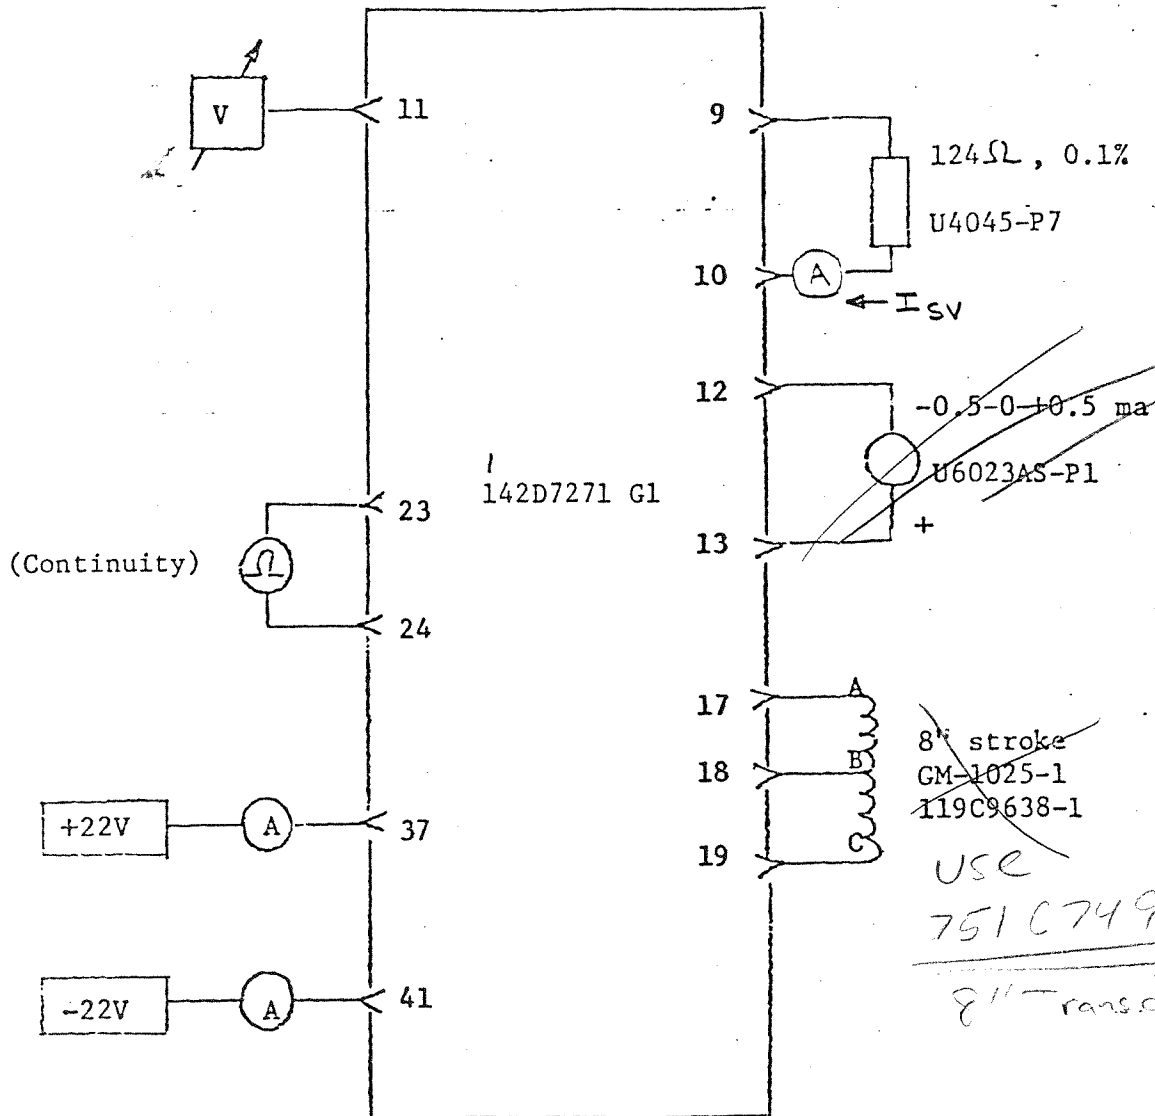 V
11
9
124Ω, 0.1%
U4045-P7
10
A
← I SV
12
-0.5-0-+0.5 ma
U6023AS-P1
+
13
142D7271 G1
23
(Continuity)
Ω
24
17
A
18
B
8" stroke
GM-1025-1
119C9638-1
19
C
use
751C749
8"
+22V
A
37
-22V
A
41